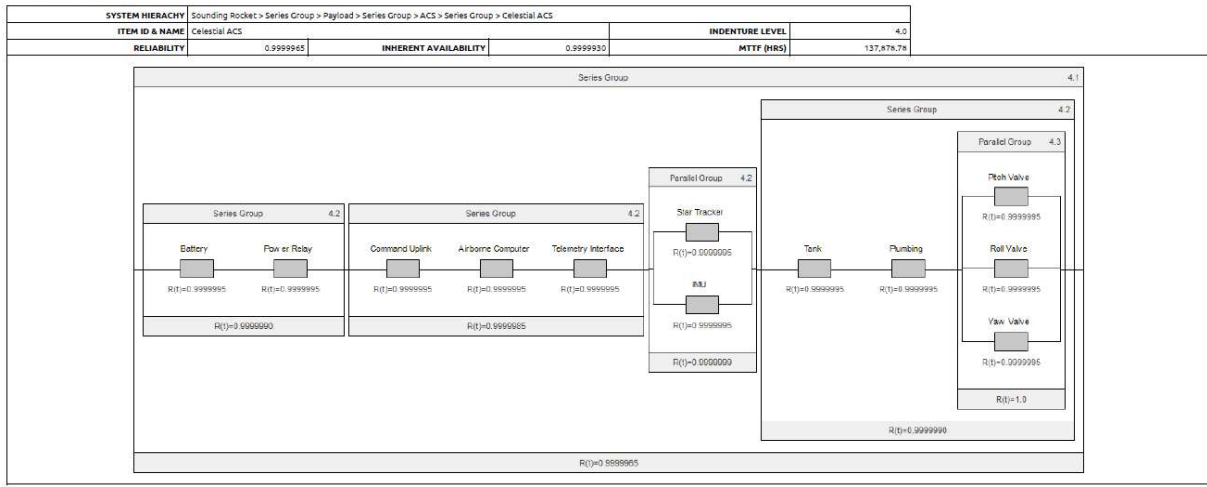 SYSTEM HIERACHY Sounding Rocket > Series Group > Payload > Series Group > ACS > Series Group > Celestial ACS
ITEM ID & NAME Celestial ACS INDENTURE LEVEL 4.0
RELIABILITY 0.9999965 INHERENT AVAILABILITY 0.9999930 MTTF (HRS) 137,878.78
Series Group 4.1
Series Group 4.2
Parallel Group 4.3
Pitch Valve
R(t)=0.9999995
Roll Valve
R(t)=0.9999995
Yaw Valve
R(t)=0.9999995
R(t)=1.0
Tank
R(t)=0.9999995
Plumbing
R(t)=0.9999995
R(t)=0.9999990
Parallel Group 4.2
Star Tracker
R(t)=0.9999995
IMU
R(t)=0.9999995
R(t)=0.9999999
Series Group 4.2
Battery
R(t)=0.9999995
Power Relay
R(t)=0.9999995
R(t)=0.9999990
Series Group 4.2
Command Uplink
R(t)=0.9999995
Airborne Computer
R(t)=0.9999995
Telemetry Interface
R(t)=0.9999995
R(t)=0.9999985
R(t)=0.9999965